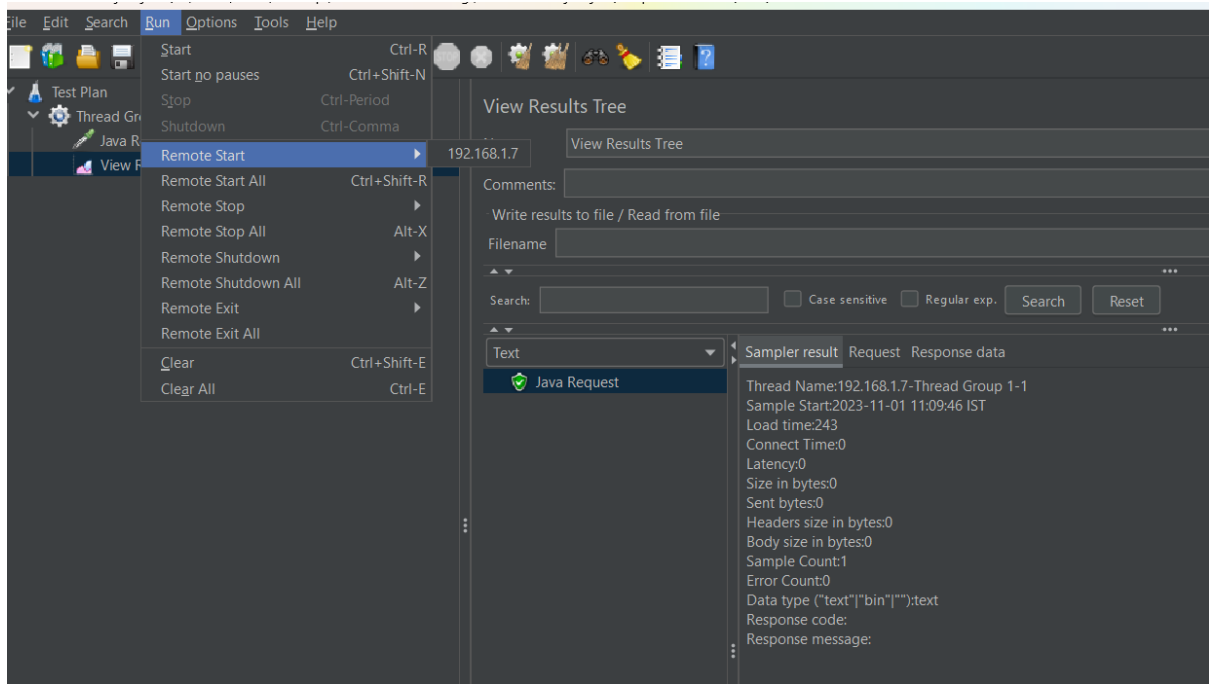 File Edit Search Run Options Tools Help
Start Ctrl-R
Start no pauses Ctrl+Shift-N
Stop Ctrl-Period
Shutdown Ctrl-Comma
Remote Start
192.168.1.7
Remote Start All Ctrl+Shift-R
Remote Stop
Remote Stop All Alt-X
Remote Shutdown
Remote Shutdown All Alt-Z
Remote Exit
Remote Exit All
Clear Ctrl+Shift-E
Clear All Ctrl-E
Test Plan
Thread Gr
Java R
View R
View Results Tree
View Results Tree
Comments:
Write results to file / Read from file
Filename
Search: Case sensitive Regular exp. Search Reset
Text
Java Request
Sampler result Request Response data
Thread Name:192.168.1.7-Thread Group 1-1
Sample Start:2023-11-01 11:09:46 IST
Load time:243
Connect Time:0
Latency:0
Size in bytes:0
Sent bytes:0
Headers size in bytes:0
Body size in bytes:0
Sample Count:1
Error Count:0
Data type ("text"|"bin"|""):text
Response code:
Response message: